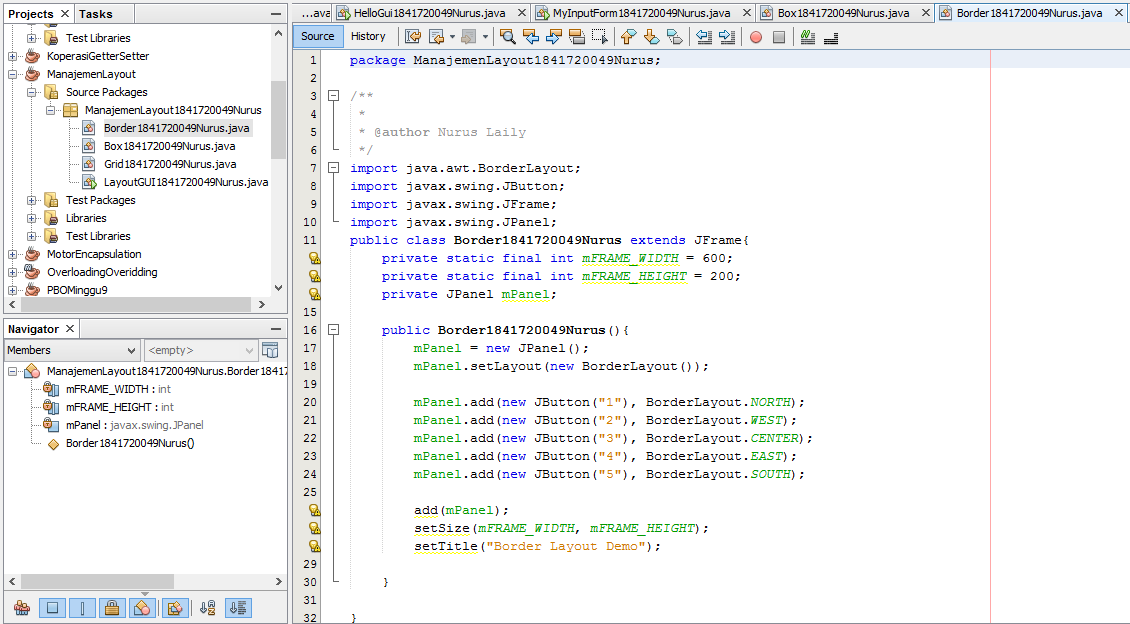 Projects
Tasks
...ava
HelloGui1841720049Nurus.java
MyInputForm1841720049Nurus.java
Box1841720049Nurus.java
Border1841720049Nurus.java
Source
History
Test Libraries
KoperasiGetterSetter
ManajemenLayout
Source Packages
ManajemenLayout1841720049Nurus
Border1841720049Nurus.java
Box1841720049Nurus.java
Grid1841720049Nurus.java
LayoutGUI1841720049Nurus.java
Test Packages
Libraries
Test Libraries
MotorEncapsulation
OverloadingOveridding
PBOMinggu9
Navigator
Members
<empty>
ManajemenLayout1841720049Nurus.Border18417
mFRAME_WIDTH : int
mFRAME_HEIGHT : int
mPanel : javax.swing.JPanel
Border1841720049Nurus()
1 package ManajemenLayout1841720049Nurus;
2
3 /**
4 *
5 * @author Nurus Laily
6 */
7 import java.awt.BorderLayout;
8 import javax.swing.JButton;
9 import javax.swing.JFrame;
10 import javax.swing.JPanel;
11 public class Border1841720049Nurus extends JFrame{
private static final int mFRAME_WIDTH = 600;
private static final int mFRAME_HEIGHT = 200;
private JPanel mPanel;
15
16 public Border1841720049Nurus(){
17 mPanel = new JPanel();
18 mPanel.setLayout(new BorderLayout());
19
20 mPanel.add(new JButton("1"), BorderLayout.NORTH);
21 mPanel.add(new JButton("2"), BorderLayout.WEST);
22 mPanel.add(new JButton("3"), BorderLayout.CENTER);
23 mPanel.add(new JButton("4"), BorderLayout.EAST);
24 mPanel.add(new JButton("5"), BorderLayout.SOUTH);
25
add(mPanel);
setSize(mFRAME_WIDTH, mFRAME_HEIGHT);
setTitle("Border Layout Demo");
29
30 }
31
32 }